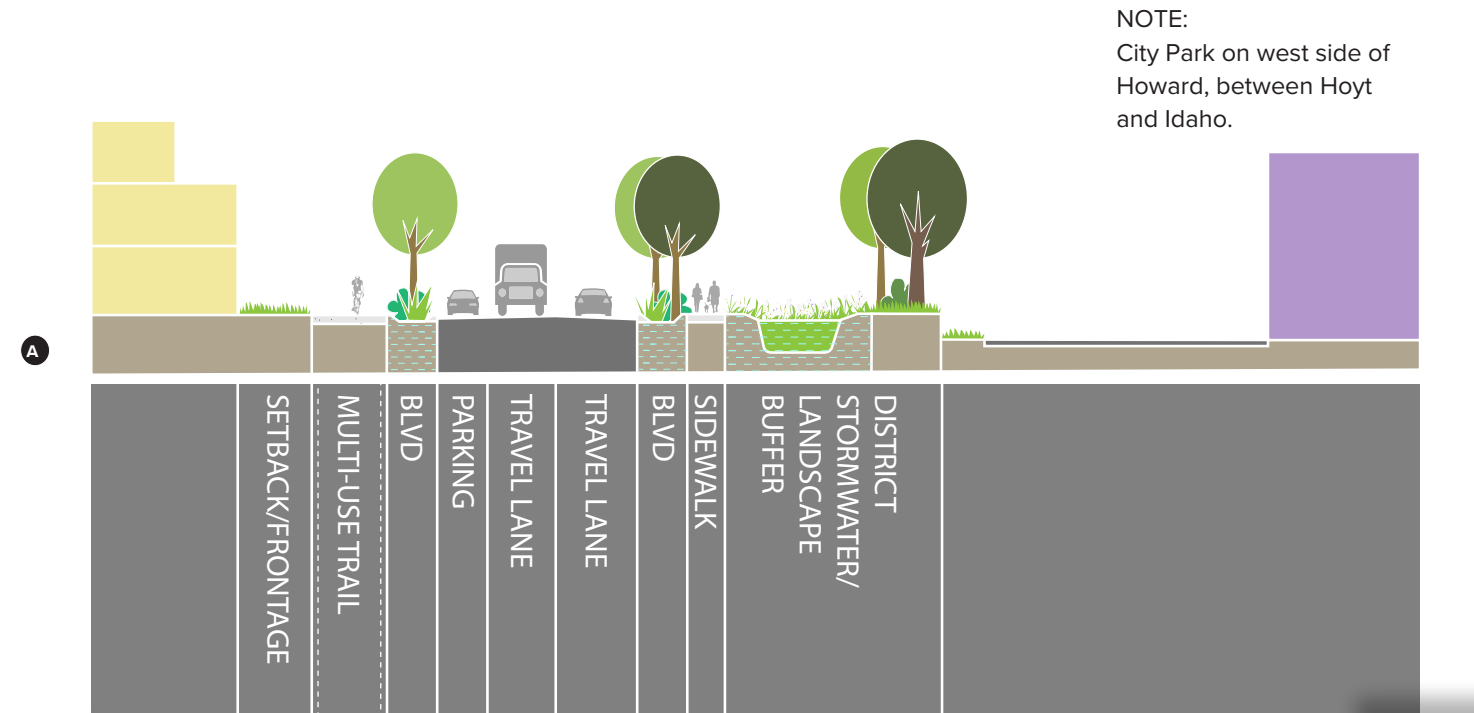 NOTE:
City Park on west side of
Howard, between Hoyt
and Idaho.
A
SETBACK/FRONTAGE
MULTI-USE TRAIL
BLVD
PARKING
TRAVEL LANE
TRAVEL LANE
BLVD
SIDEWALK
DISTRICT
STORMWATER/
LANDSCAPE
BUFFER